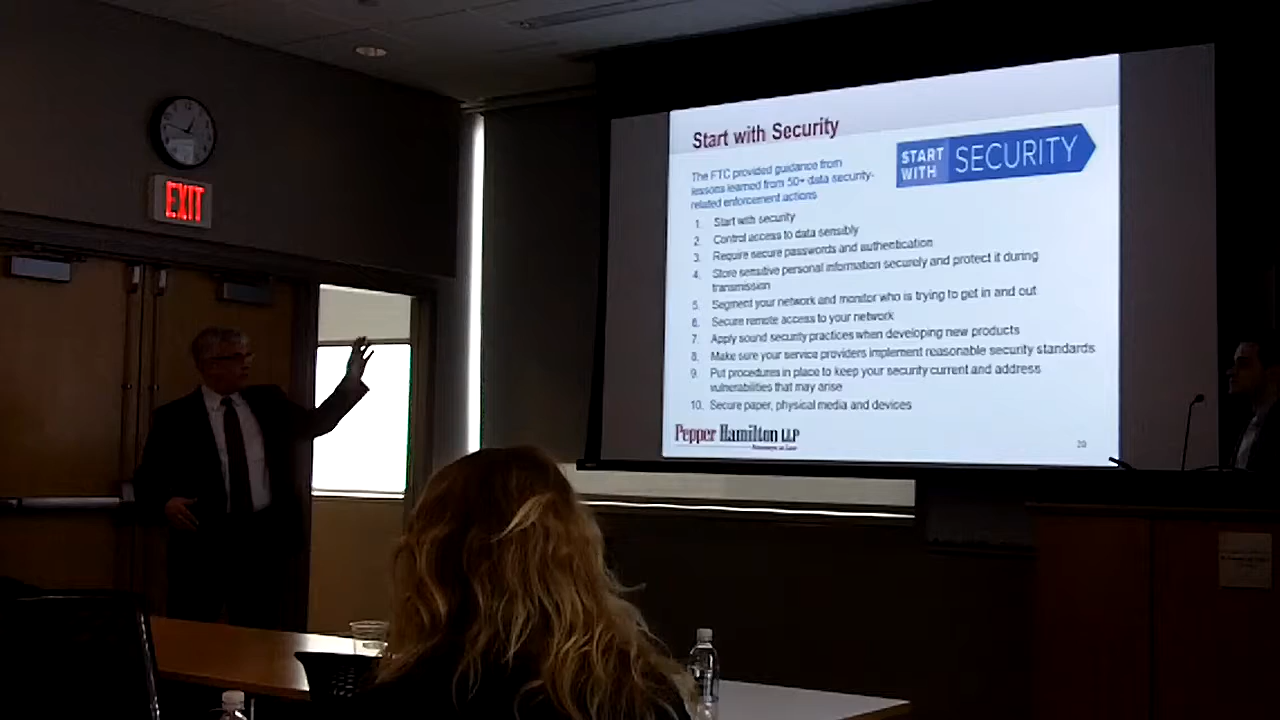 EXIT
Start with Security
START
WITH
SECURITY
The FTC provided guidance from
lessons learned from 50+ data security-
related enforcement actions
1. Start with security
2. Control access to data sensibly
3. Require secure passwords and authentication
4. Store sensitive personal information securely and protect it during
transmission
5. Segment your network and monitor who is trying to get in and out
6. Secure remote access to your network
7. Apply sound security practices when developing new products
8. Make sure your service providers implement reasonable security standards
9. Put procedures in place to keep your security current and address
vulnerabilities that may arise
10. Secure paper, physical media and devices
Pepper Hamilton LLP
Attorneys at Law
20